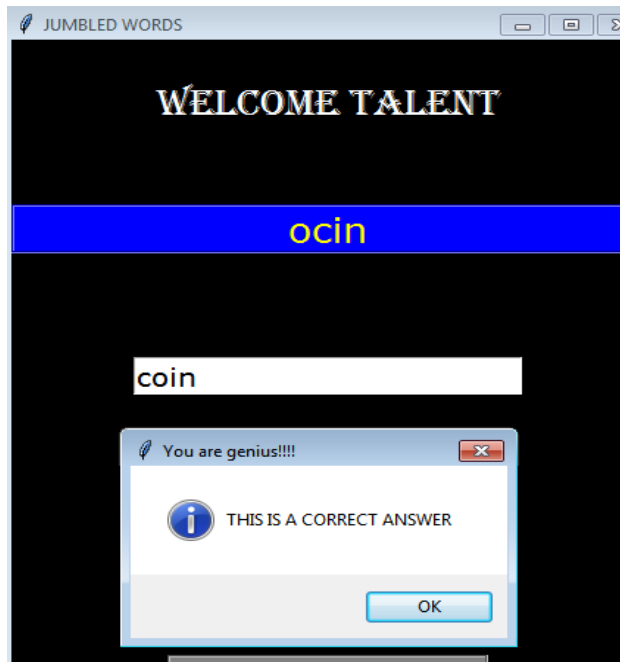 JUMBLED WORDS
WELCOME TALENT
ocin
coin
You are genius!!!!
THIS IS A CORRECT ANSWER
OK